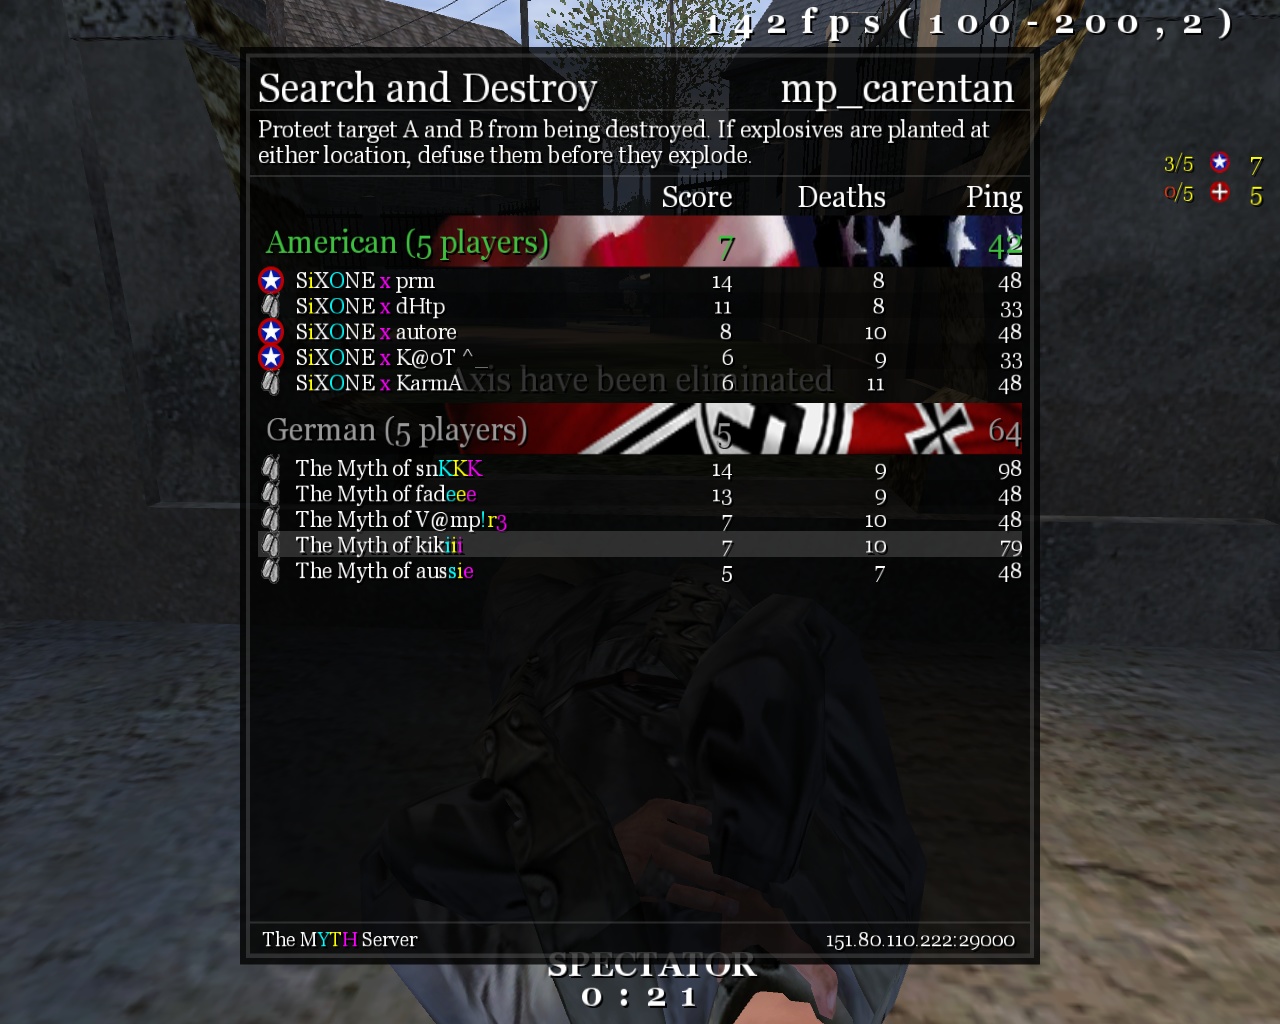 142fps(100-200,2)
Search and Destroy mp_carentan
Protect target A and B from being destroyed. If explosives are planted at
either location, defuse them before they explode.
3/5 7
0/5 5
Score Deaths Ping
American (5 players) 7 42
SiXONE x prm 14 8 48
SiXONE x dHtp 11 8 33
SiXONE x autore 8 10 48
SiXONE x K@oT ^_ 6 9 33
SiXONE x KarmA 6 11 48
Axis have been eliminated
German (5 players) 5 64
The Myth of snKKK 14 9 98
The Myth of fadeee 13 9 48
The Myth of V@mp!r3 7 10 48
The Myth of kikiii 7 10 79
The Myth of aussie 5 7 48
The MYTH Server 151.80.110.222:29000
SPECTATOR
0:21